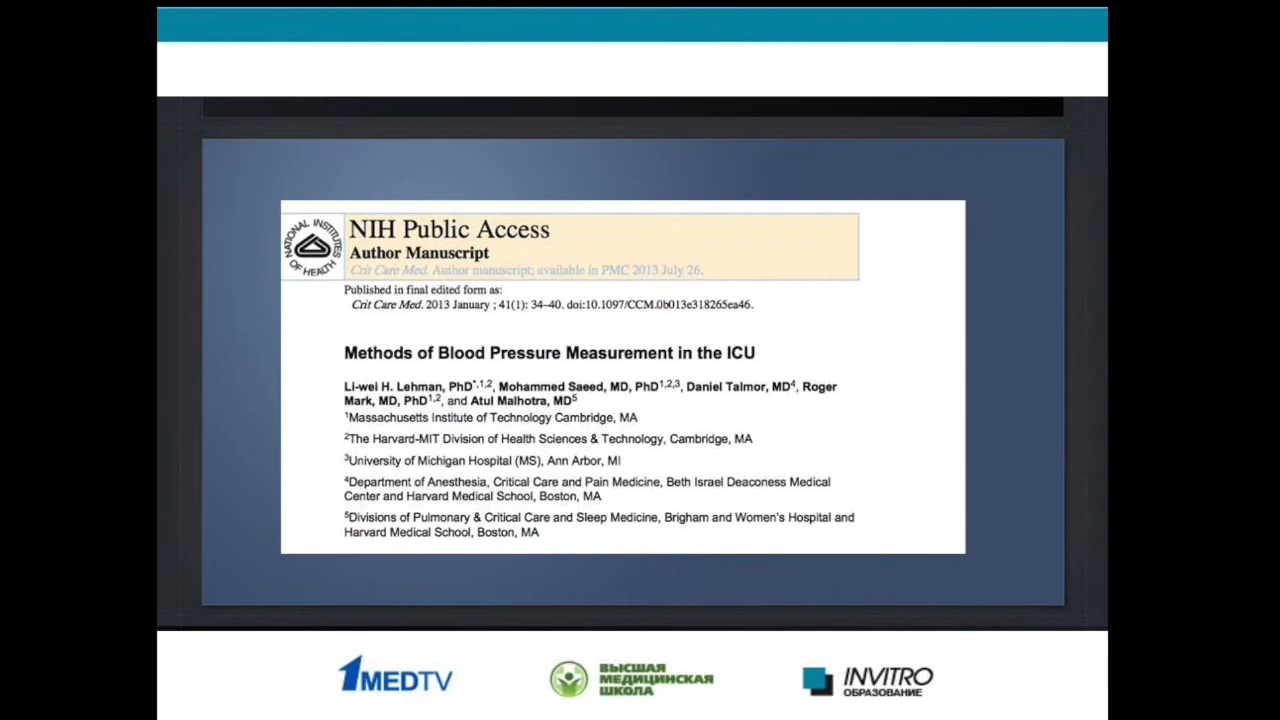 NATIONAL INSTITUTES OF HEALTH
NIH Public Access
Author Manuscript
Crit Care Med. Author manuscript; available in PMC 2013 July 26.
Published in final edited form as:
Crit Care Med. 2013 January ; 41(1): 34–40. doi:10.1097/CCM.0b013e318265ea46.
Methods of Blood Pressure Measurement in the ICU
Li-wei H. Lehman, PhD*,1,2, Mohammed Saeed, MD, PhD1,2,3, Daniel Talmor, MD4, Roger
Mark, MD, PhD1,2, and Atul Malhotra, MD5
1Massachusetts Institute of Technology Cambridge, MA
2The Harvard-MIT Division of Health Sciences & Technology, Cambridge, MA
3University of Michigan Hospital (MS), Ann Arbor, MI
4Department of Anesthesia, Critical Care and Pain Medicine, Beth Israel Deaconess Medical
Center and Harvard Medical School, Boston, MA
5Divisions of Pulmonary & Critical Care and Sleep Medicine, Brigham and Women's Hospital and
Harvard Medical School, Boston, MA
1MEDTV
ВЫСШАЯ
МЕДИЦИНСКАЯ
ШКОЛА
INVITRO
ОБРАЗОВАНИЕ